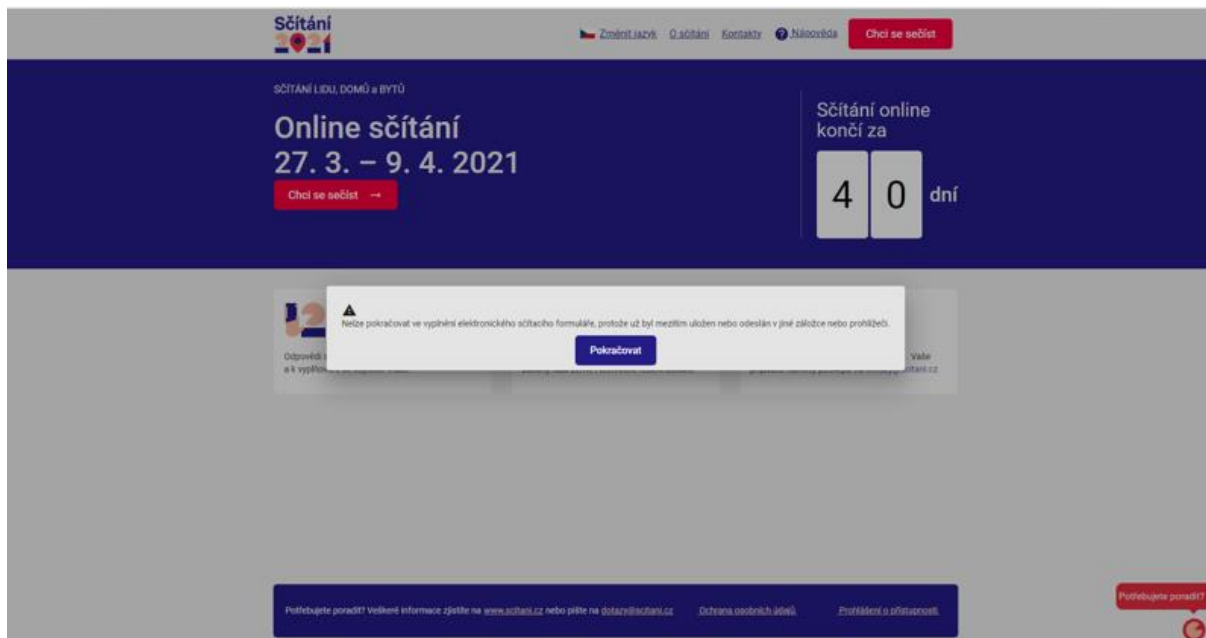 Sčítání
2021
Změnit jazyk O sčítání Kontakty ? Nápověda Chci se sečíst
SČÍTÁNÍ LIDU, DOMŮ a BYTŮ
Online sčítání
27. 3. – 9. 4. 2021
Chci se sečíst →
Sčítání online
končí za
4 0 dní
Nelze pokračovat ve vyplnění elektronického sčítacího formuláře, protože už byl mezitím uložen nebo odeslán v jiné záložce nebo prohlížeči.
Pokračovat
Odpovědi
Vaše
Potřebujete poradit? Veškeré informace zjistíte na www.scitani.cz nebo pište na dotazy@scitani.cz Ochrana osobních údajů Prohlášení o přístupnosti
Potřebujete poradit?